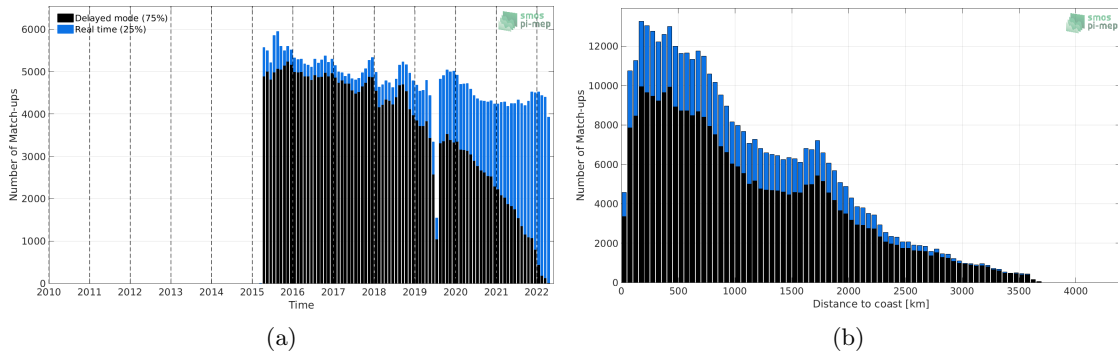 Delayed mode (75%)
Real time (25%)
smos
pi-mep
Number of Match-ups
6000
5000
4000
3000
2000
1000
0
2010 2011 2012 2013 2014 2015 2016 2017 2018 2019 2020 2021 2022
Time
(a)
smos
pi-mep
Number of Match-ups
12000
10000
8000
6000
4000
2000
0
0 500 1000 1500 2000 2500 3000 3500 4000
Distance to coast [km]
(b)